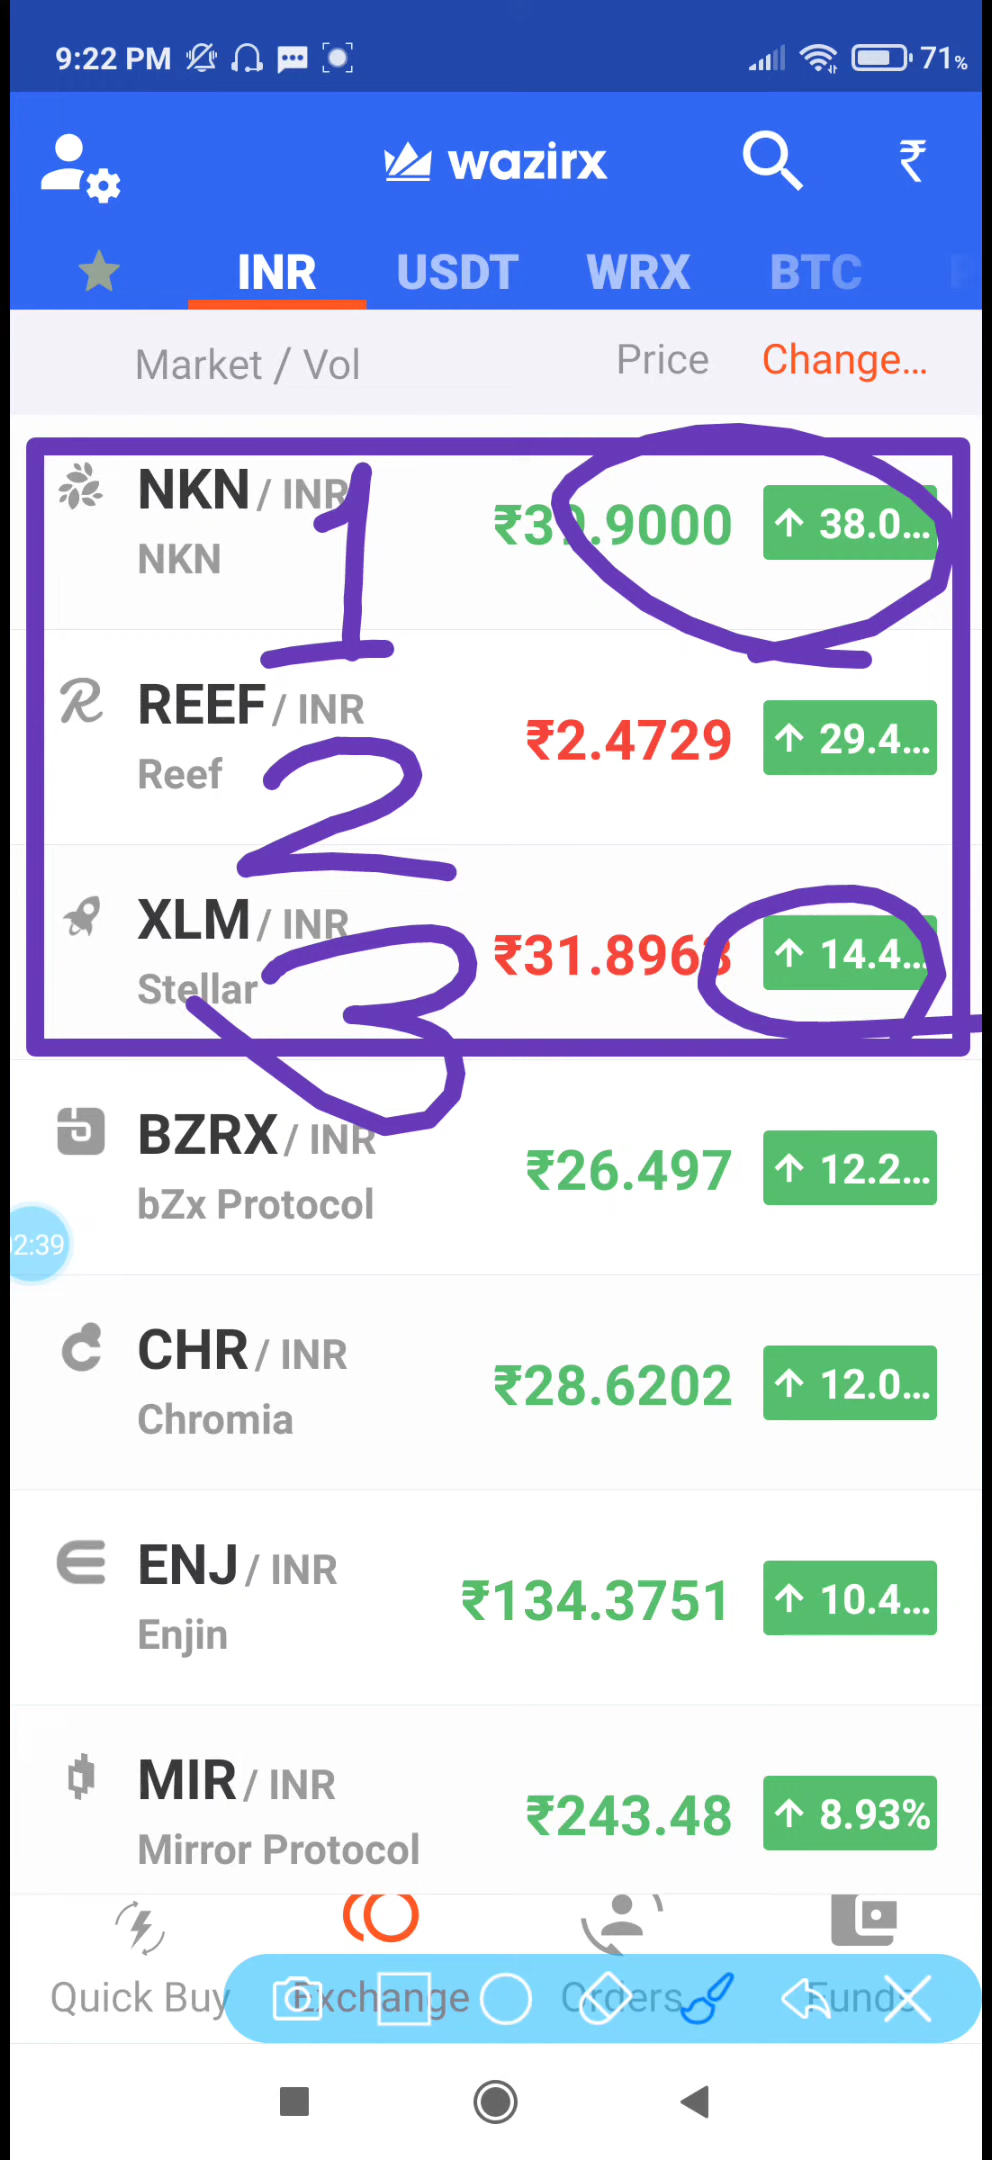 9:22 PM 71%
wazirx ₹
INR USDT WRX BTC
Market / Vol Price Change...
NKN / INR ₹39.9000 ↑ 38.0...
NKN
1
REEF / INR ₹2.4729 ↑ 29.4...
Reef
2
XLM / INR ₹31.8963 ↑ 14.4...
Stellar
3
BZRX / INR ₹26.497 ↑ 12.2...
bZx Protocol
2:39
CHR / INR ₹28.6202 ↑ 12.0...
Chromia
ENJ / INR ₹134.3751 ↑ 10.4...
Enjin
MIR / INR ₹243.48 ↑ 8.93%
Mirror Protocol
Quick Buy Exchange Orders Funds